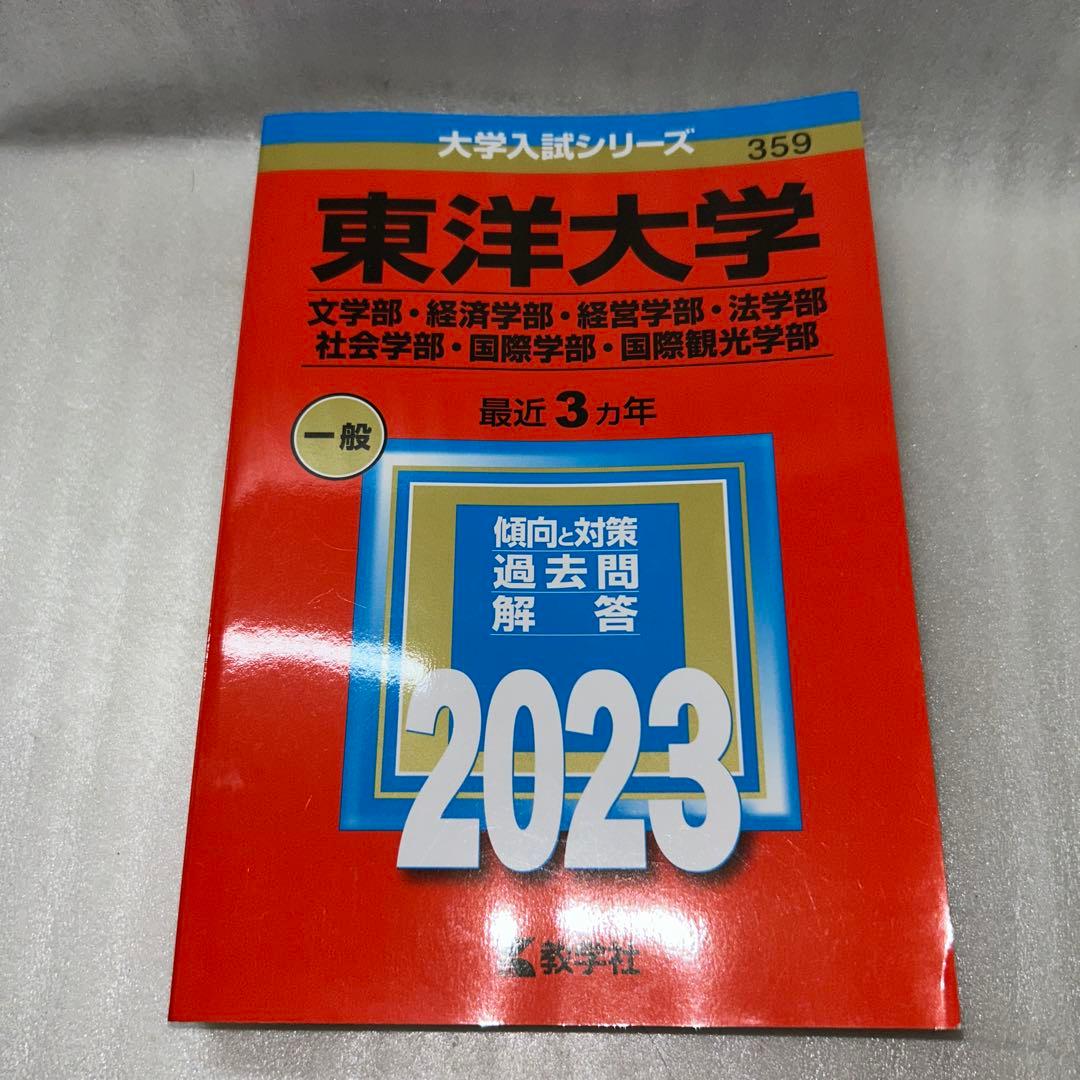 大学入試シリーズ
359
東洋大学
文学部・経済学部・経営学部・法学部
社会学部・国際学部・国際観光学部
最近3カ年
一般
傾向と対策
過去問
解答
2023
教学社